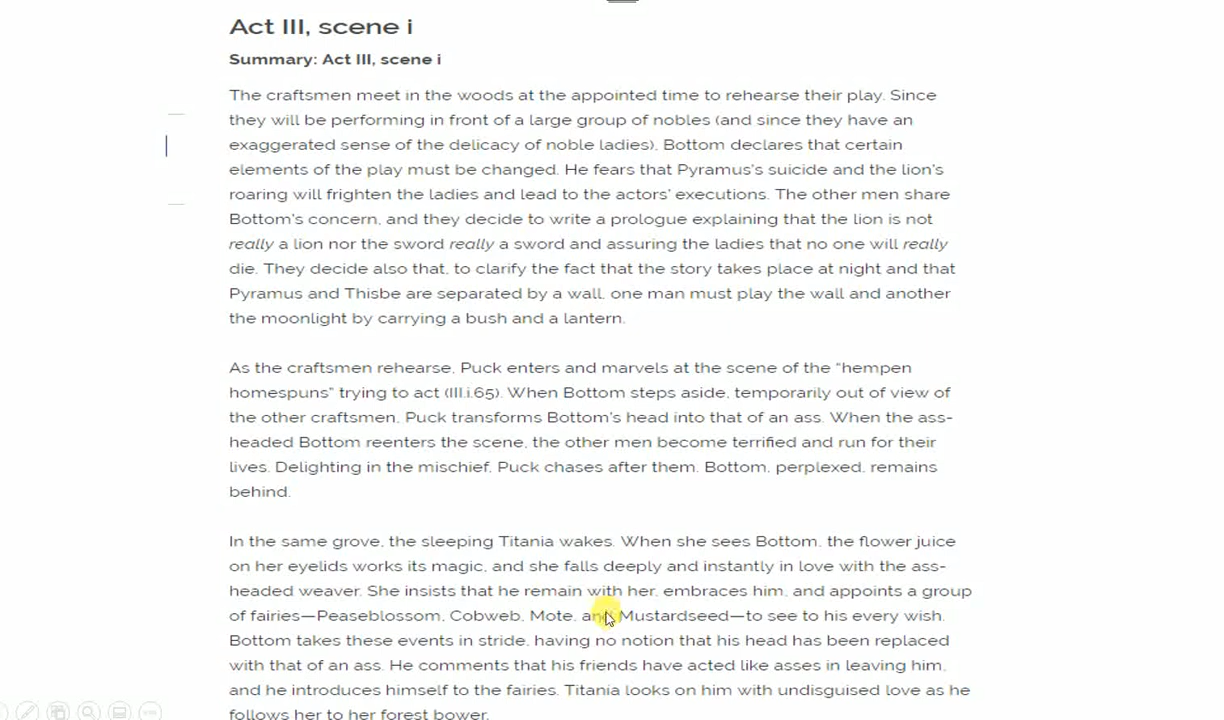 Act III, scene i
Summary: Act III, scene i
The craftsmen meet in the woods at the appointed time to rehearse their play. Since
they will be performing in front of a large group of nobles (and since they have an
exaggerated sense of the delicacy of noble ladies), Bottom declares that certain
elements of the play must be changed. He fears that Pyramus's suicide and the lion's
roaring will frighten the ladies and lead to the actors' executions. The other men share
Bottom's concern, and they decide to write a prologue explaining that the lion is not
really a lion nor the sword really a sword and assuring the ladies that no one will really
die. They decide also that, to clarify the fact that the story takes place at night and that
Pyramus and Thisbe are separated by a wall, one man must play the wall and another
the moonlight by carrying a bush and a lantern.
As the craftsmen rehearse, Puck enters and marvels at the scene of the “hempen
homespuns” trying to act (III.i.65). When Bottom steps aside, temporarily out of view of
the other craftsmen, Puck transforms Bottom's head into that of an ass. When the ass-
headed Bottom reenters the scene, the other men become terrified and run for their
lives. Delighting in the mischief, Puck chases after them. Bottom, perplexed, remains
behind.
In the same grove, the sleeping Titania wakes. When she sees Bottom, the flower juice
on her eyelids works its magic, and she falls deeply and instantly in love with the ass-
headed weaver. She insists that he remain with her, embraces him, and appoints a group
of fairies—Peaseblossom, Cobweb, Mote, and Mustardseed—to see to his every wish.
Bottom takes these events in stride, having no notion that his head has been replaced
with that of an ass. He comments that his friends have acted like asses in leaving him,
and he introduces himself to the fairies. Titania looks on him with undisguised love as he
follows her to her forest bower.